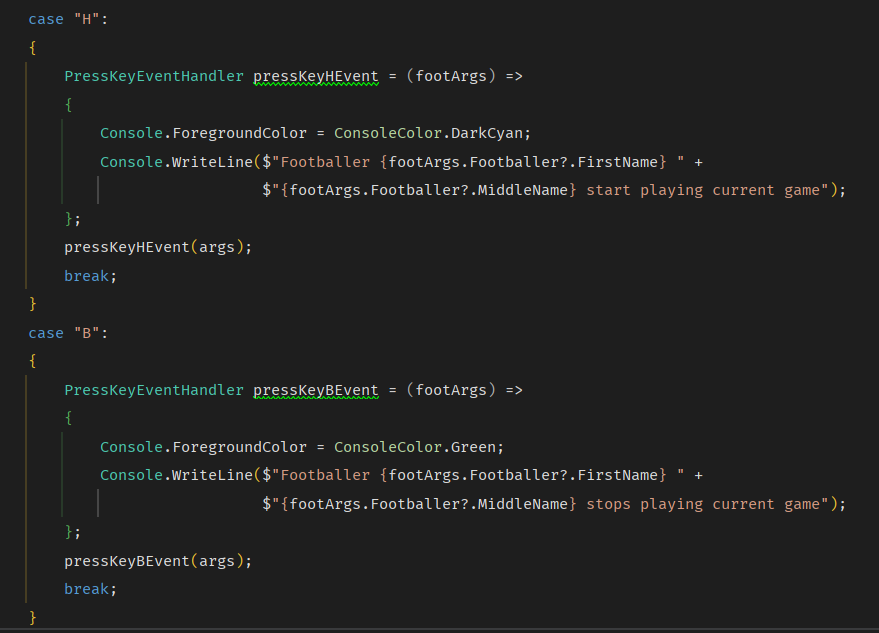 case "H":
{
PressKeyEventHandler pressKeyHEvent = (footArgs) =>
{
Console.ForegroundColor = ConsoleColor.DarkCyan;
Console.WriteLine($"Footballer {footArgs.Footballer?.FirstName} " +
$"{footArgs.Footballer?.MiddleName} start playing current game");
};
pressKeyHEvent(args);
break;
}
case "B":
{
PressKeyEventHandler pressKeyBEvent = (footArgs) =>
{
Console.ForegroundColor = ConsoleColor.Green;
Console.WriteLine($"Footballer {footArgs.Footballer?.FirstName} " +
$"{footArgs.Footballer?.MiddleName} stops playing current game");
};
pressKeyBEvent(args);
break;
}